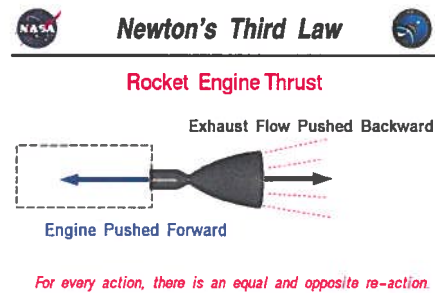 NASA
Newton's Third Law
Rocket Engine Thrust
Exhaust Flow Pushed Backward
Engine Pushed Forward
For every action, there is an equal and opposite re-action.